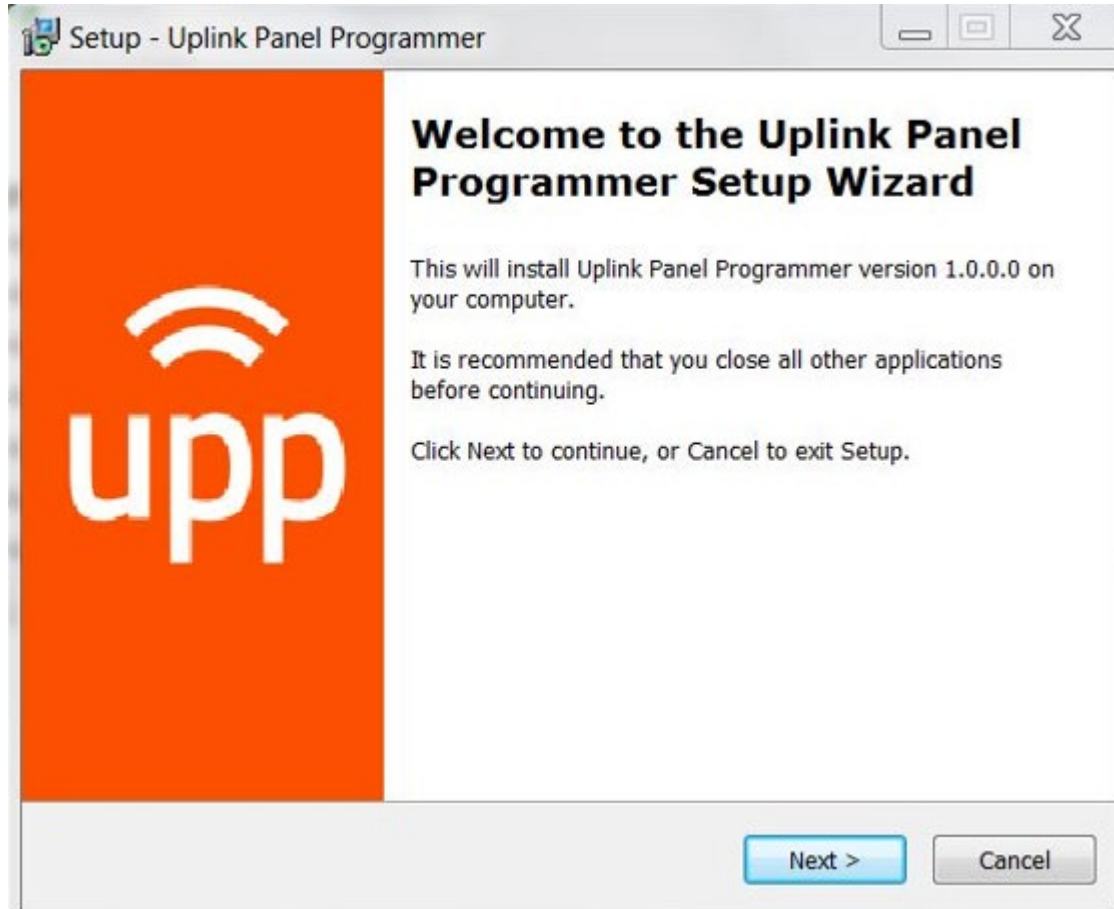 Setup - Uplink Panel Programmer
Welcome to the Uplink Panel
Programmer Setup Wizard
This will install Uplink Panel Programmer version 1.0.0.0 on
your computer.
It is recommended that you close all other applications
before continuing.
Click Next to continue, or Cancel to exit Setup.
upp
Next >
Cancel